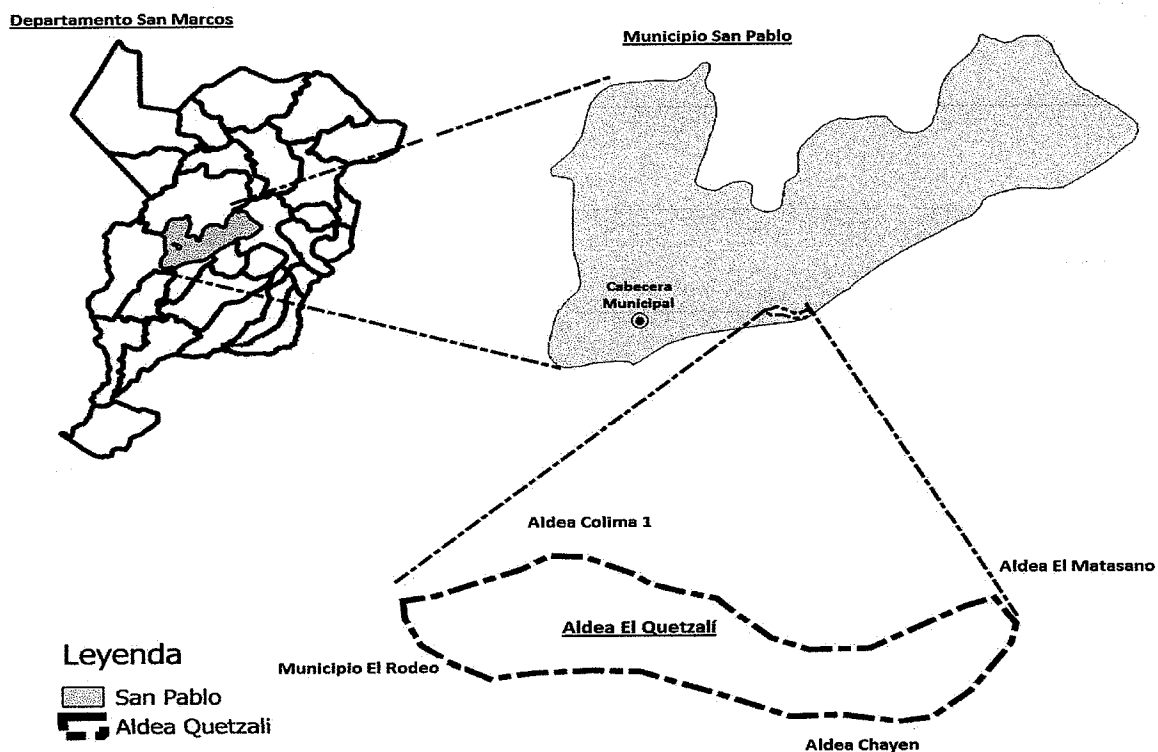 Departamento San Marcos
Municipio San Pablo
Cabecera
Municipal
Aldea Colima 1
Aldea El Matasano
Aldea El Quetzalí
Municipio El Rodeo
Aldea Chayen
Leyenda
San Pablo
Aldea Quetzali